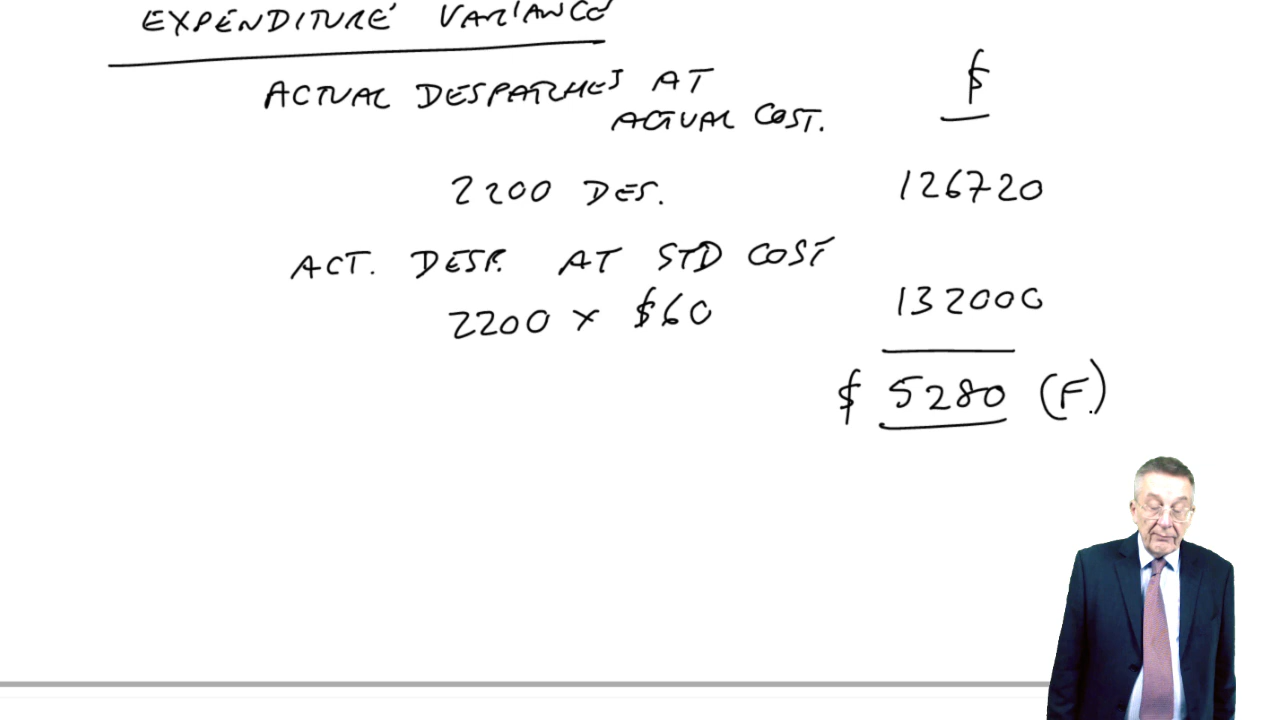 EXPENDITURE VARIANCE
ACTUAL DESPATCHES AT $
ACTUAL COST.
2200 DES. 126720
ACT. DESP. AT STD COST
2200 x $60 132000
$ 5280 (F.)